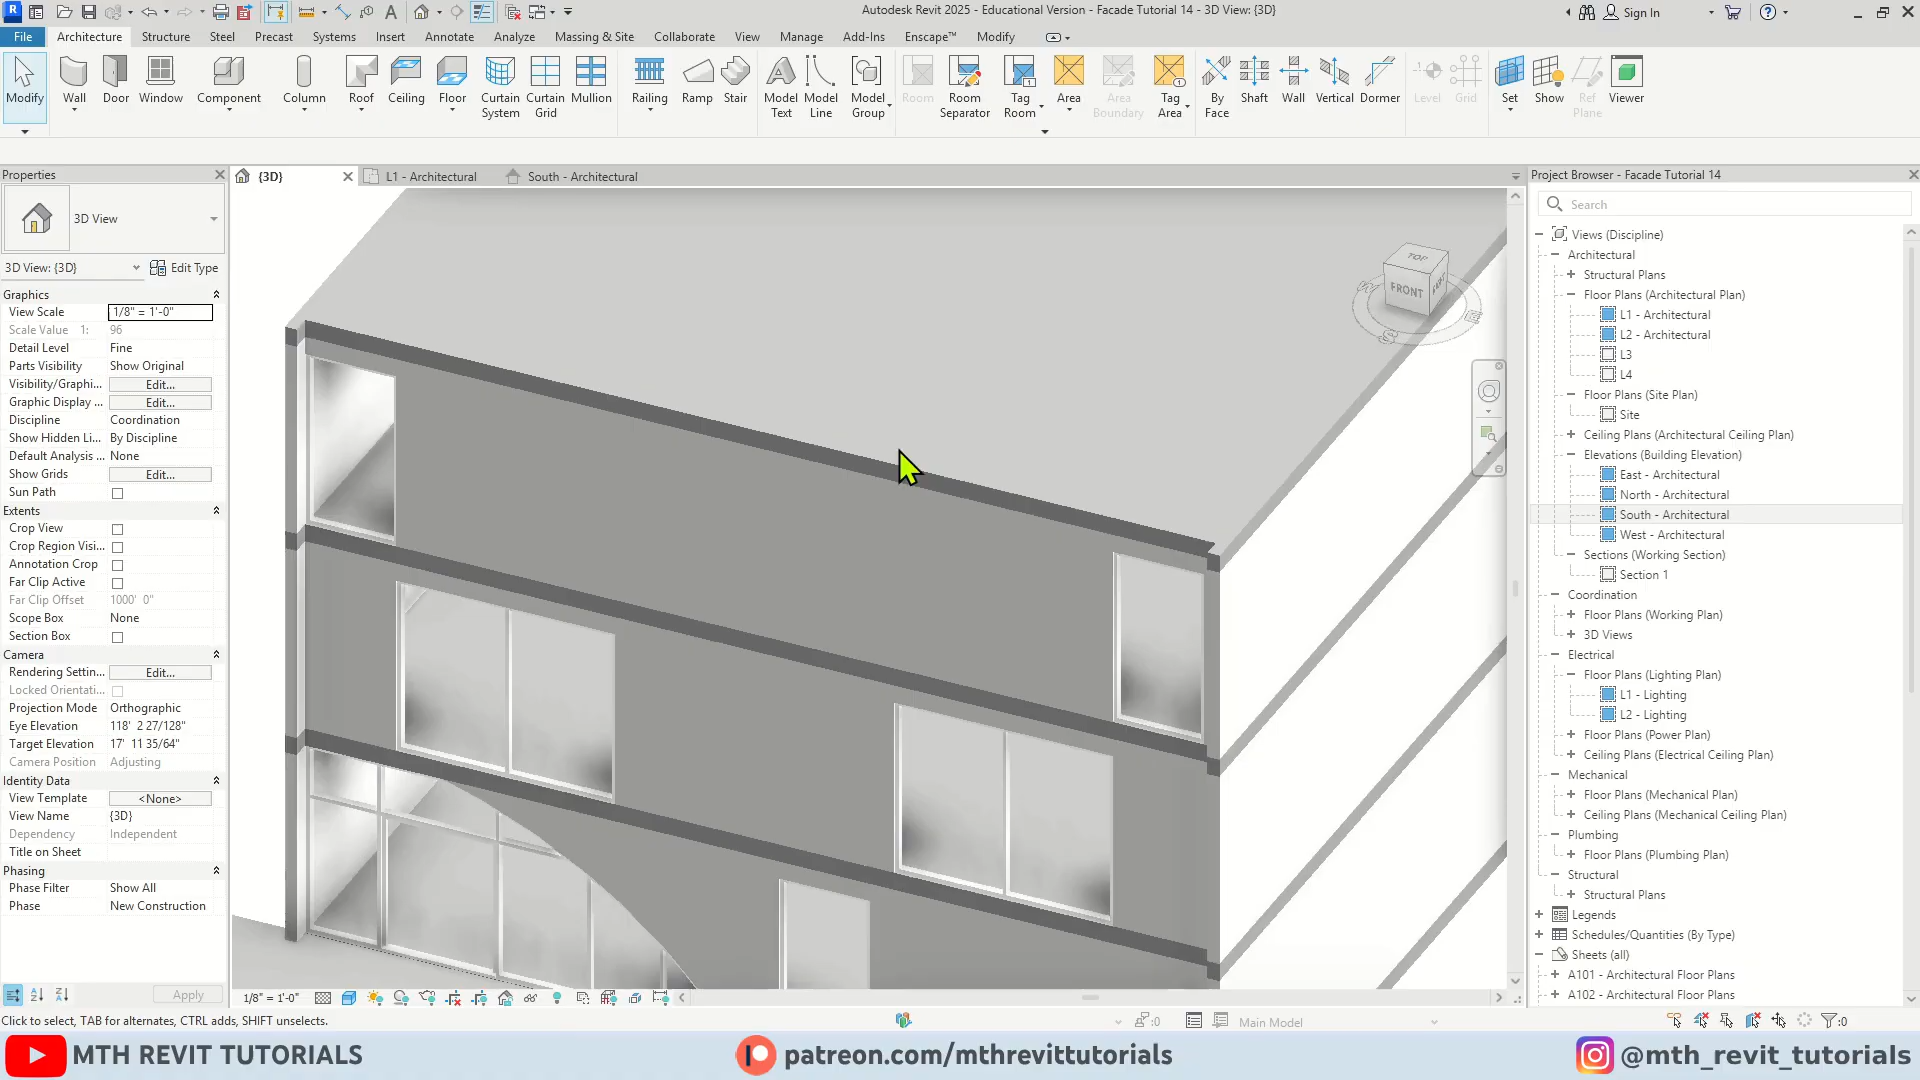 Autodesk Revit 2025 - Educational Version - Facade Tutorial 14 - 3D View: {3D}
Sign In
File Architecture Structure Steel Precast Systems Insert Annotate Analyze Massing & Site Collaborate View Manage Add-Ins Enscape™ Modify
Modify Wall Door Window Component Column Roof Ceiling Floor Curtain System Curtain Grid Mullion Railing Ramp Stair Model Text Model Line Model Group Room Room Separator Tag Room Area Area Boundary Tag Area By Face Shaft Wall Vertical Dormer Level Grid Set Show Ref Plane Viewer
Properties
{3D} L1 - Architectural South - Architectural
3D View
3D View: {3D} Edit Type
Graphics
View Scale 1/8" = 1'-0"
Scale Value 1: 96
Detail Level Fine
Parts Visibility Show Original
Visibility/Graphi... Edit...
Graphic Display ... Edit...
Discipline Coordination
Show Hidden Li... By Discipline
Default Analysis ... None
Show Grids Edit...
Sun Path
Extents
Crop View
Crop Region Visi...
Annotation Crop
Far Clip Active
Far Clip Offset 1000' 0"
Scope Box None
Section Box
Camera
Rendering Settin... Edit...
Locked Orientati...
Projection Mode Orthographic
Eye Elevation 118' 2 27/128"
Target Elevation 17' 11 35/64"
Camera Position Adjusting
Identity Data
View Template <None>
View Name {3D}
Dependency Independent
Title on Sheet
Phasing
Phase Filter Show All
Phase New Construction
Apply
TOP
FRONT
S
Project Browser - Facade Tutorial 14
Search
Views (Discipline)
Architectural
Structural Plans
Floor Plans (Architectural Plan)
L1 - Architectural
L2 - Architectural
L3
L4
Floor Plans (Site Plan)
Site
Ceiling Plans (Architectural Ceiling Plan)
Elevations (Building Elevation)
East - Architectural
North - Architectural
South - Architectural
West - Architectural
Sections (Working Section)
Section 1
Coordination
Floor Plans (Working Plan)
3D Views
Electrical
Floor Plans (Lighting Plan)
L1 - Lighting
L2 - Lighting
Floor Plans (Power Plan)
Ceiling Plans (Electrical Ceiling Plan)
Mechanical
Floor Plans (Mechanical Plan)
Ceiling Plans (Mechanical Ceiling Plan)
Plumbing
Floor Plans (Plumbing Plan)
Structural
Structural Plans
Legends
Schedules/Quantities (By Type)
Sheets (all)
A101 - Architectural Floor Plans
A102 - Architectural Floor Plans
1/8" = 1'-0"
Click to select, TAB for alternates, CTRL adds, SHIFT unselects.
:0
Main Model
:0
MTH REVIT TUTORIALS
patreon.com/mthrevittutorials
@mth_revit_tutorials